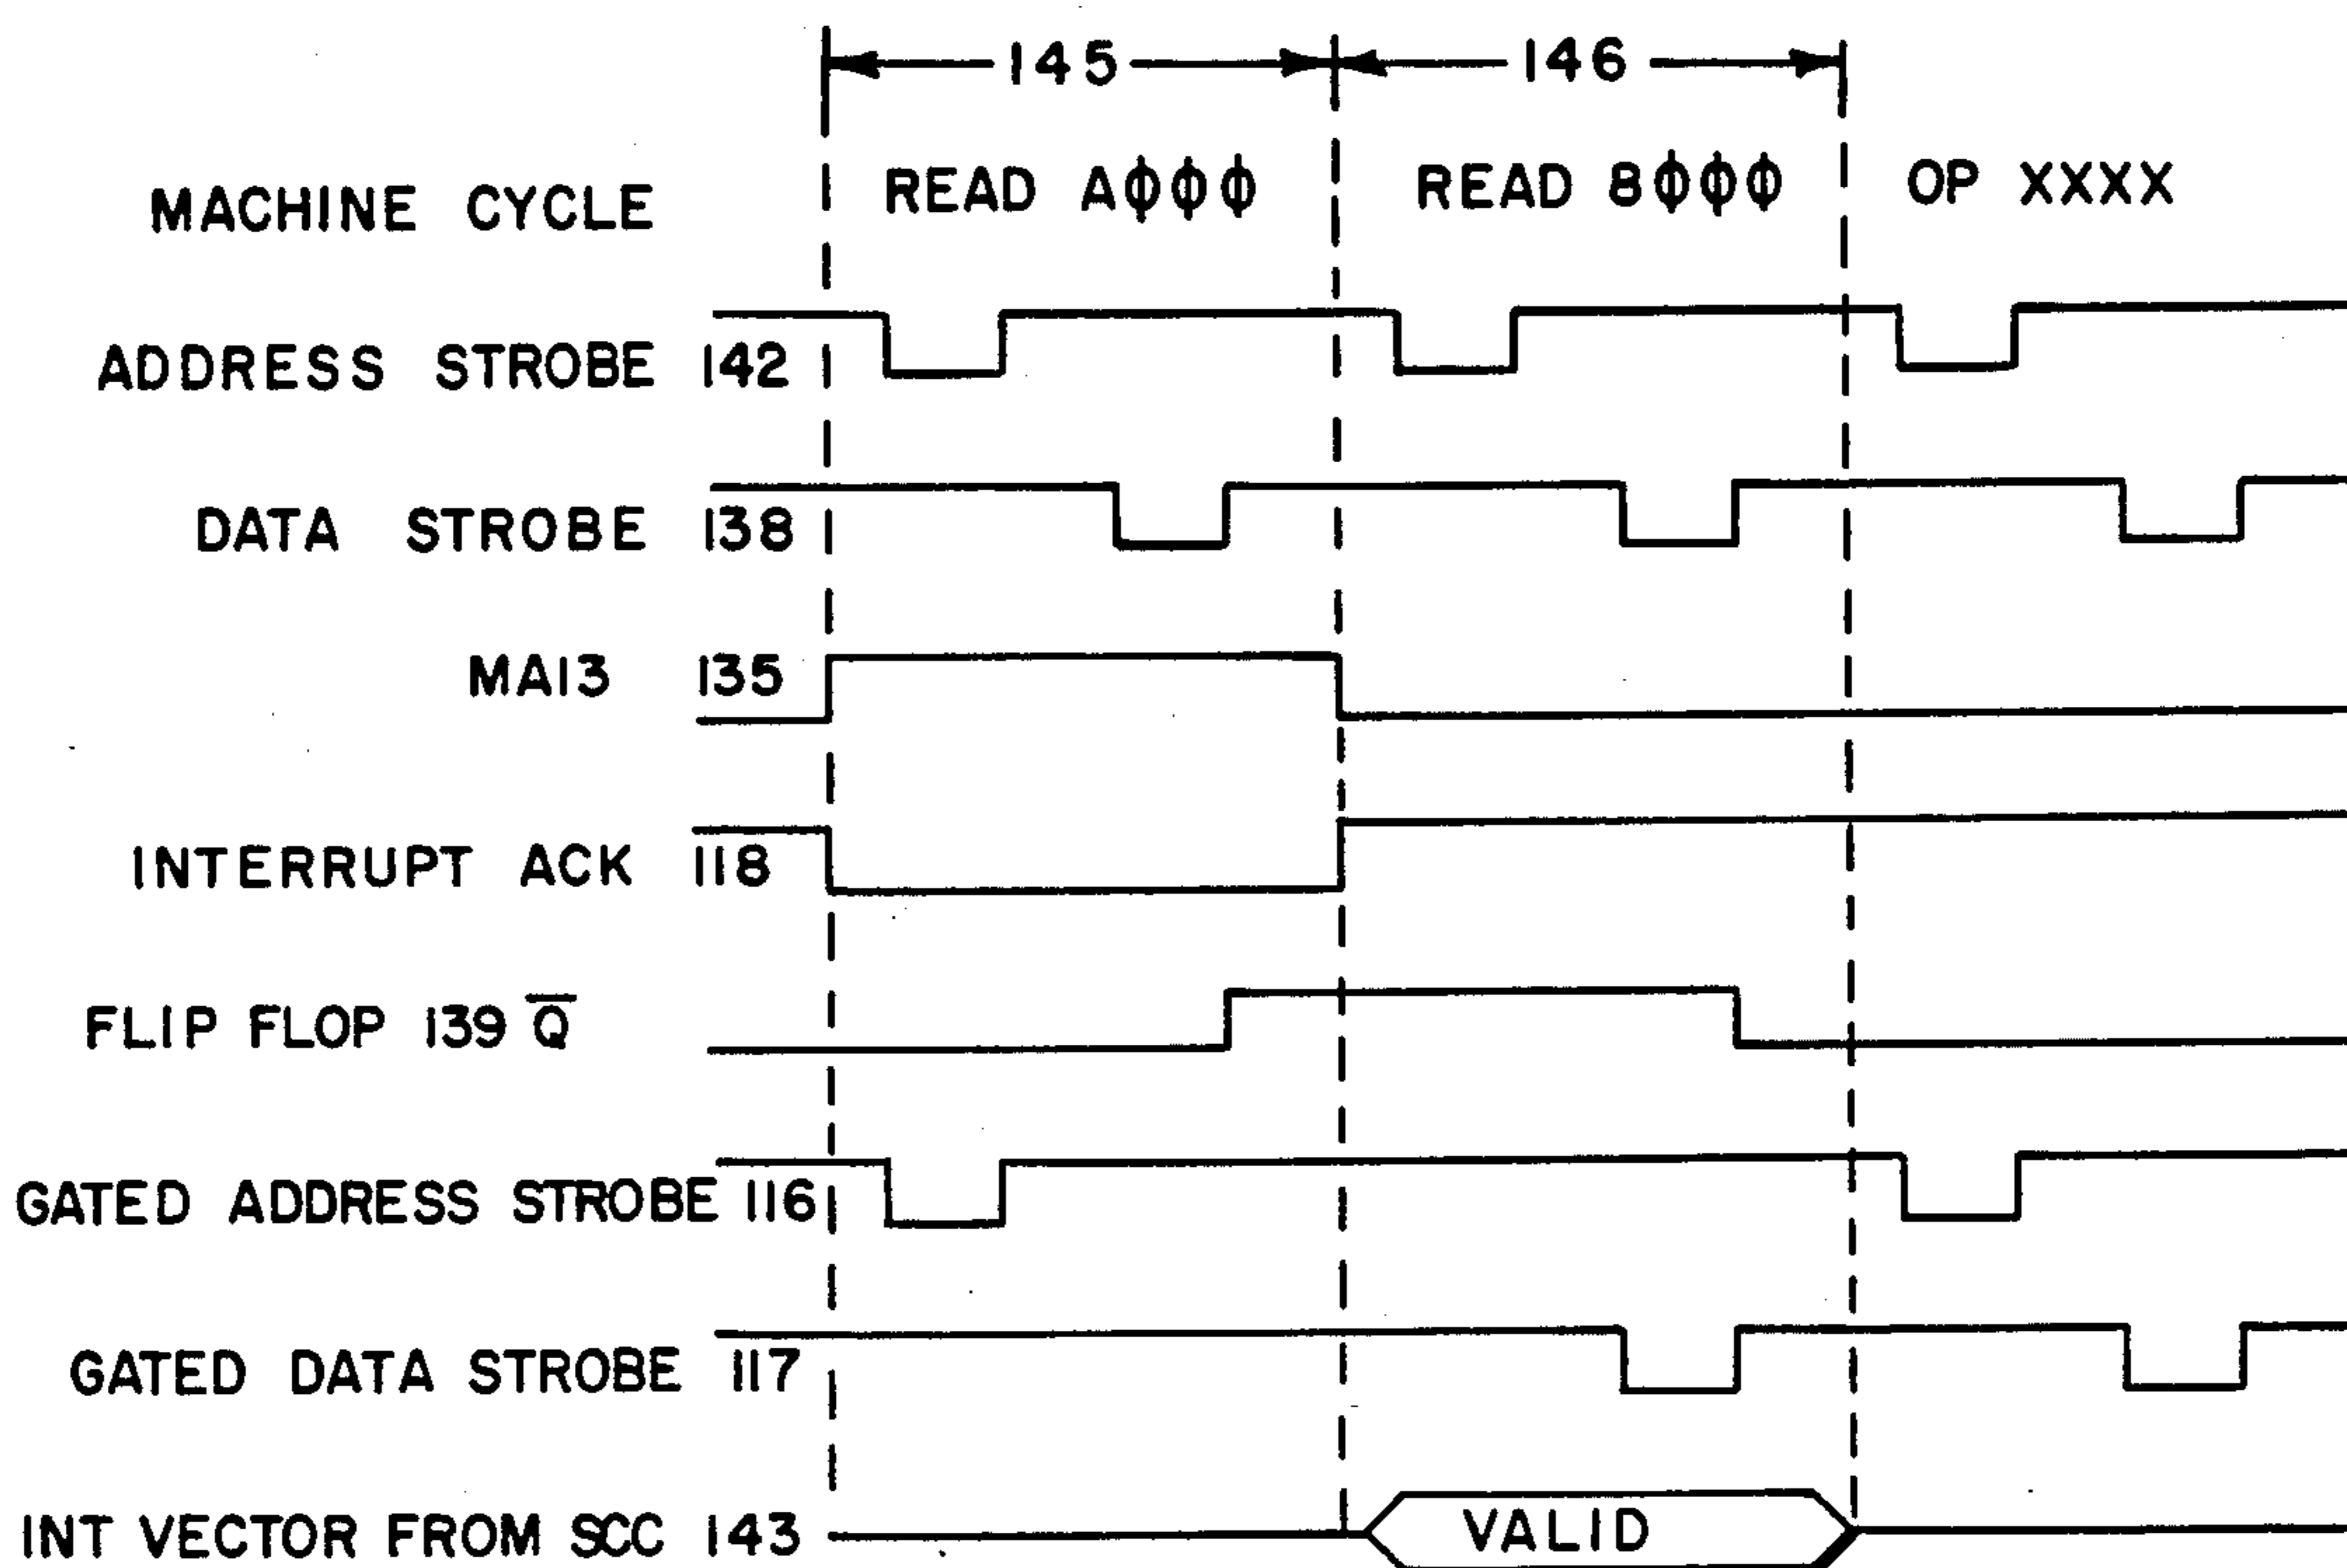 145 146
MACHINE CYCLE READ AΦΦΦ READ 8ΦΦΦ OP XXXX
ADDRESS STROBE 142
DATA STROBE 138
MA13 135
INTERRUPT ACK 118
FLIP FLOP 139 Q̅
GATED ADDRESS STROBE 116
GATED DATA STROBE 117
INT VECTOR FROM SCC 143 VALID